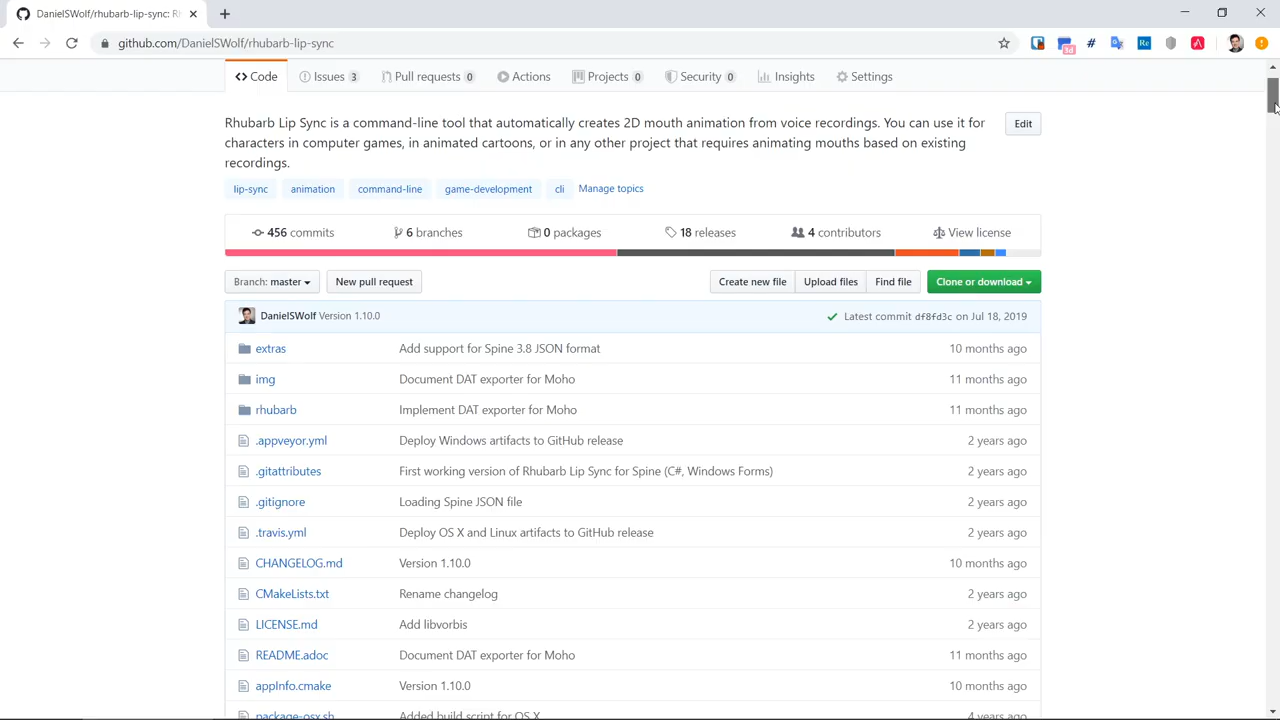 DanielSWolf/rhubarb-lip-sync: R
github.com/DanielSWolf/rhubarb-lip-sync
3d
#
Re
Code
Issues 3
Pull requests 0
Actions
Projects 0
Security 0
Insights
Settings
Rhubarb Lip Sync is a command-line tool that automatically creates 2D mouth animation from voice recordings. You can use it for
characters in computer games, in animated cartoons, or in any other project that requires animating mouths based on existing
recordings.
Edit
lip-sync animation command-line game-development cli Manage topics
456 commits 6 branches 0 packages 18 releases 4 contributors View license
Branch: master New pull request Create new file Upload files Find file Clone or download
DanielSWolf Version 1.10.0 Latest commit df8fd3c on Jul 18, 2019
extras Add support for Spine 3.8 JSON format 10 months ago
img Document DAT exporter for Moho 11 months ago
rhubarb Implement DAT exporter for Moho 11 months ago
.appveyor.yml Deploy Windows artifacts to GitHub release 2 years ago
.gitattributes First working version of Rhubarb Lip Sync for Spine (C#, Windows Forms) 2 years ago
.gitignore Loading Spine JSON file 2 years ago
.travis.yml Deploy OS X and Linux artifacts to GitHub release 2 years ago
CHANGELOG.md Version 1.10.0 10 months ago
CMakeLists.txt Rename changelog 2 years ago
LICENSE.md Add libvorbis 2 years ago
README.adoc Document DAT exporter for Moho 11 months ago
appInfo.cmake Version 1.10.0 10 months ago
package-osx.sh Added build script for OS X 4 years ago